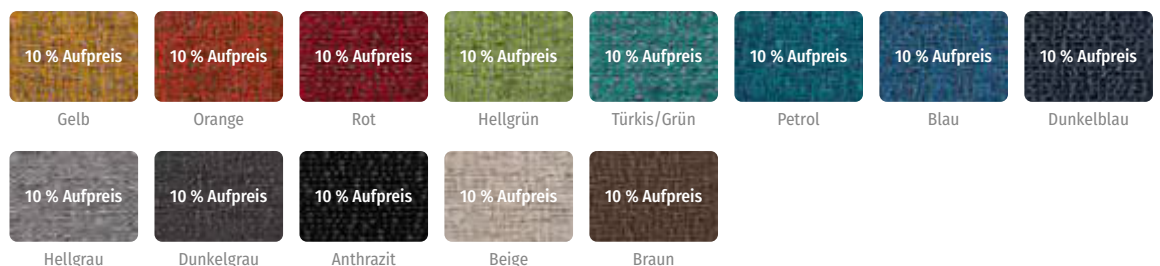 10 % Aufpreis 10 % Aufpreis 10 % Aufpreis 10 % Aufpreis 10 % Aufpreis 10 % Aufpreis 10 % Aufpreis 10 % Aufpreis
Gelb Orange Rot Hellgrün Türkis/Grün Petrol Blau Dunkelblau
10 % Aufpreis 10 % Aufpreis 10 % Aufpreis 10 % Aufpreis 10 % Aufpreis
Hellgrau Dunkelgrau Anthrazit Beige Braun